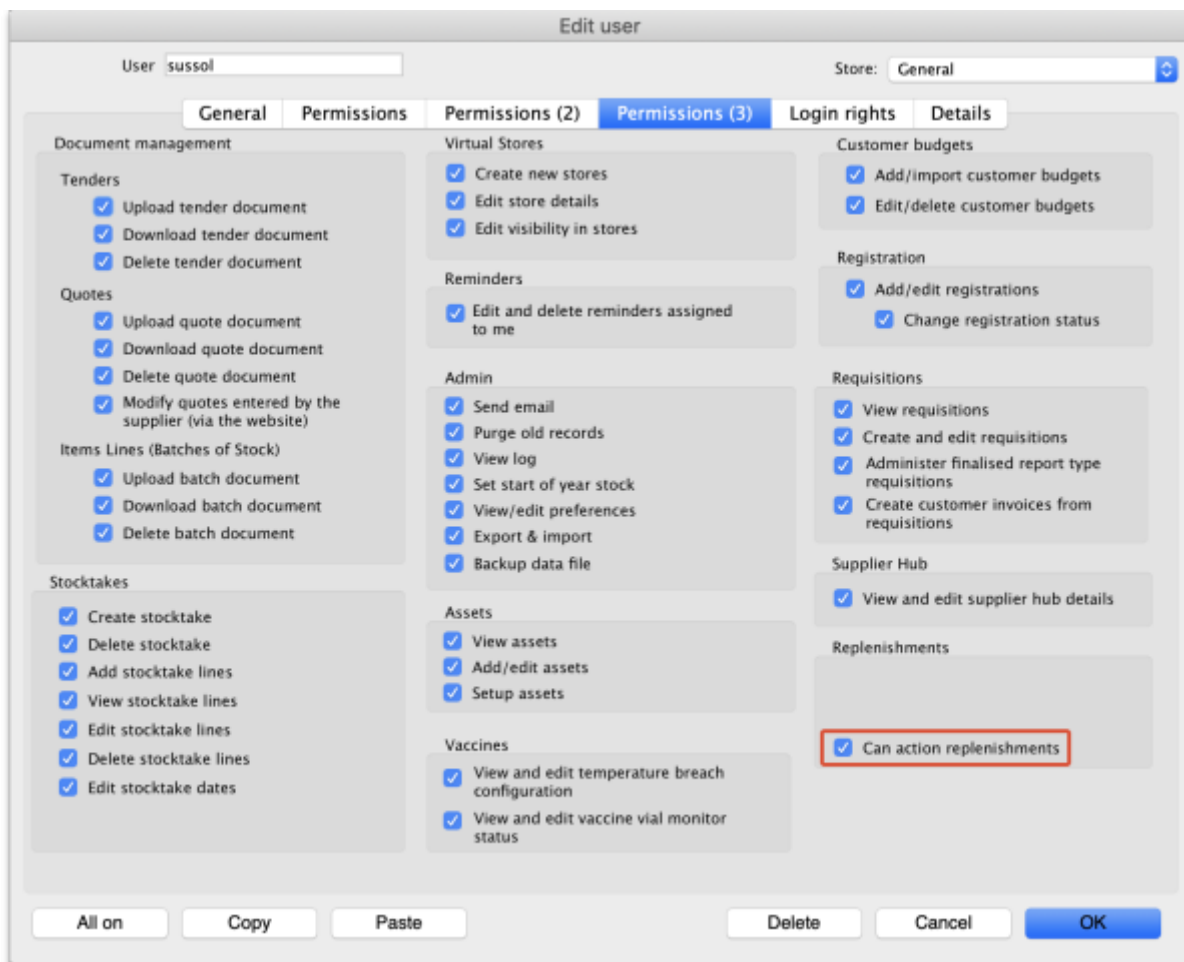 Edit user
User sussol
Store: General
General Permissions Permissions (2) Permissions (3) Login rights Details
Document management
Tenders
Upload tender document
Download tender document
Delete tender document
Quotes
Upload quote document
Download quote document
Delete quote document
Modify quotes entered by the
supplier (via the website)
Items Lines (Batches of Stock)
Upload batch document
Download batch document
Delete batch document
Stocktakes
Create stocktake
Delete stocktake
Add stocktake lines
View stocktake lines
Edit stocktake lines
Delete stocktake lines
Edit stocktake dates
Virtual Stores
Create new stores
Edit store details
Edit visibility in stores
Reminders
Edit and delete reminders assigned
to me
Admin
Send email
Purge old records
View log
Set start of year stock
View/edit preferences
Export & import
Backup data file
Assets
View assets
Add/edit assets
Setup assets
Vaccines
View and edit temperature breach
configuration
View and edit vaccine vial monitor
status
Customer budgets
Add/import customer budgets
Edit/delete customer budgets
Registration
Add/edit registrations
Change registration status
Requisitions
View requisitions
Create and edit requisitions
Administer finalised report type
requisitions
Create customer invoices from
requisitions
Supplier Hub
View and edit supplier hub details
Replenishments
Can action replenishments
All on Copy Paste Delete Cancel OK